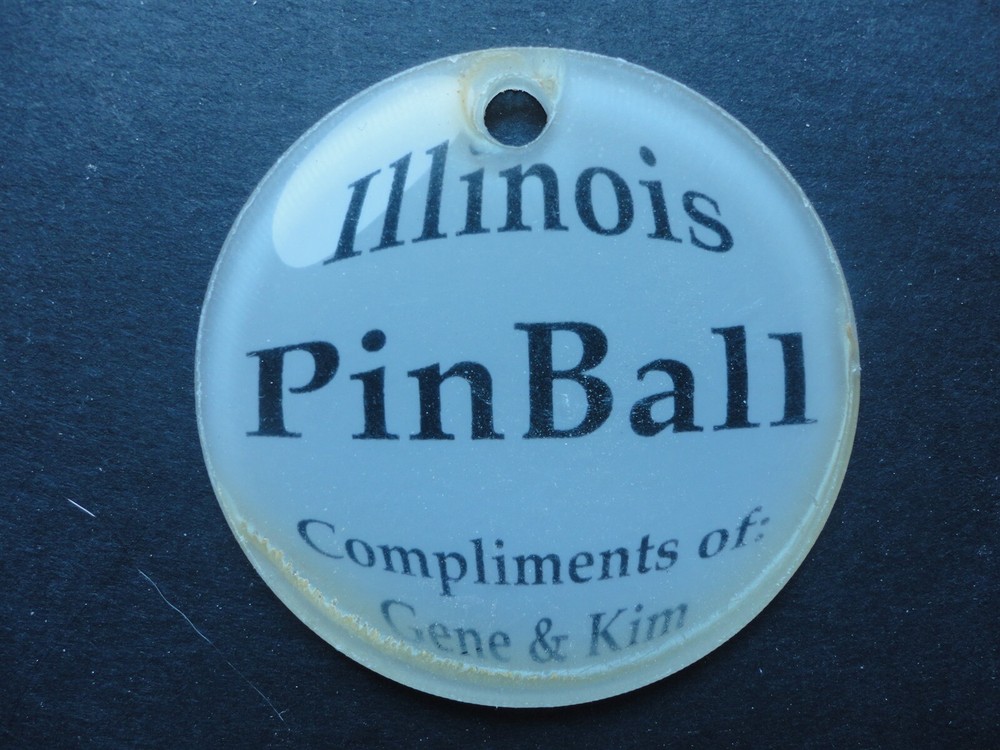 Illinois
PinBall
Compliments of:
Gene & Kim